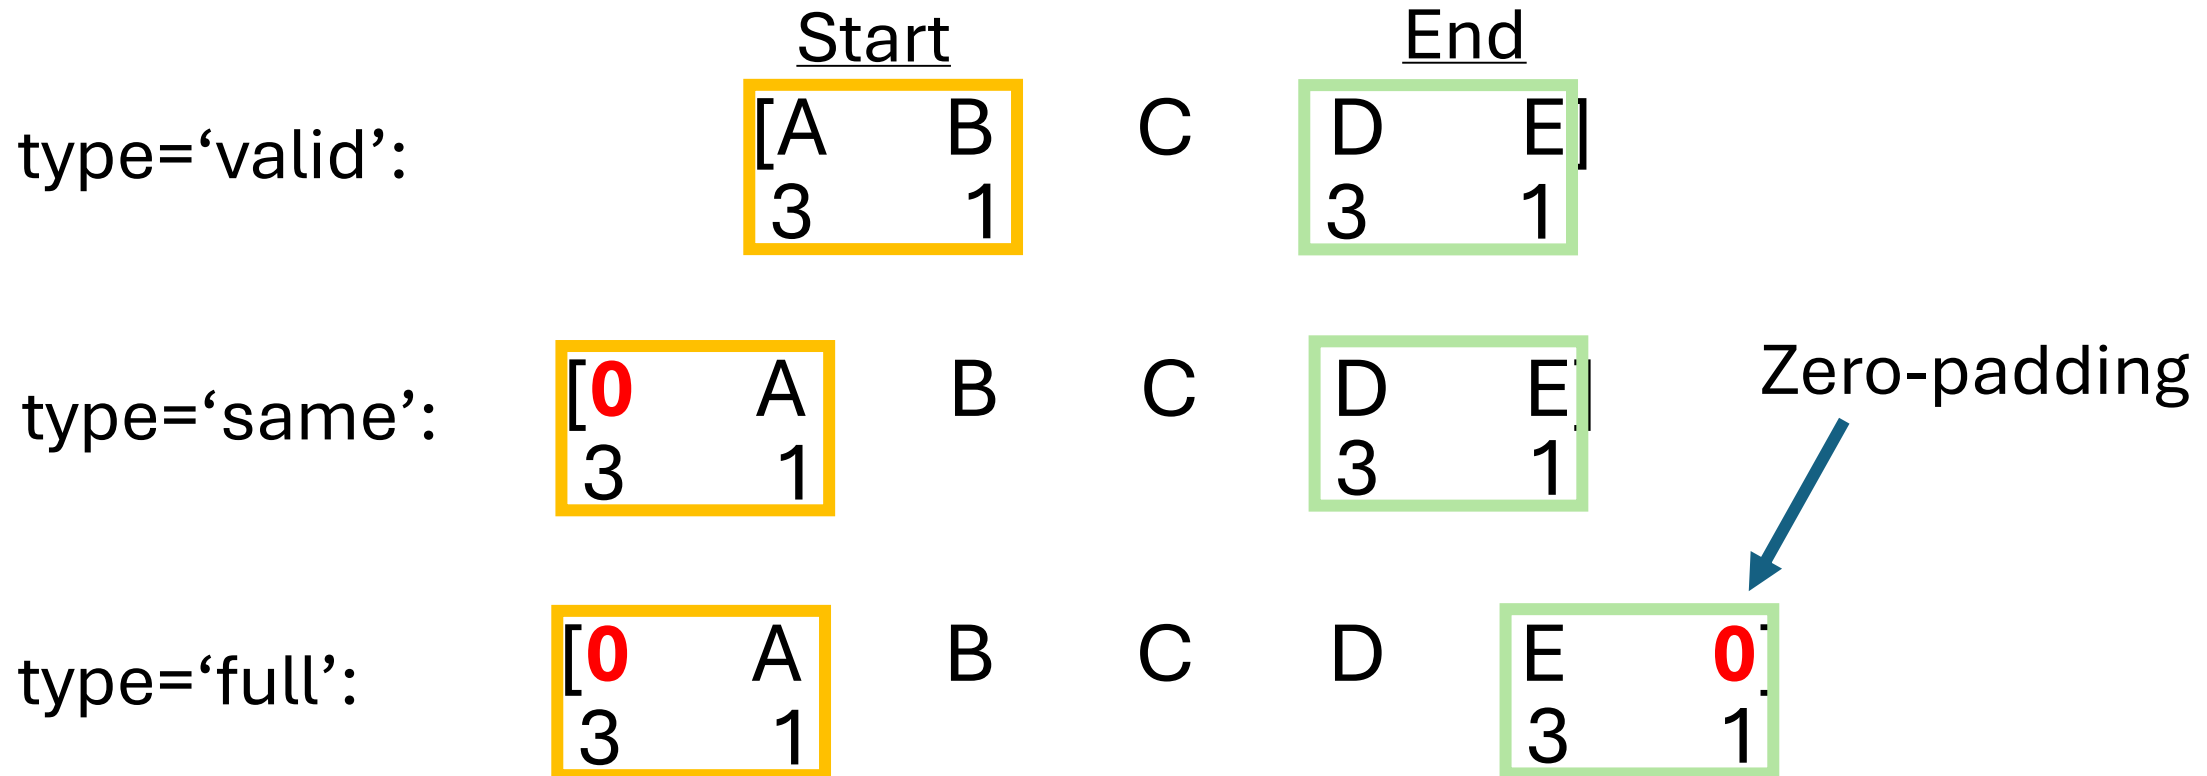 Start End
type=‘valid’: [A B C D E]
3 1 3 1
type=‘same’: [0 A B C D E]
3 1 3 1
Zero-padding
type=‘full’: [0 A B C D E 0]
3 1 3 1